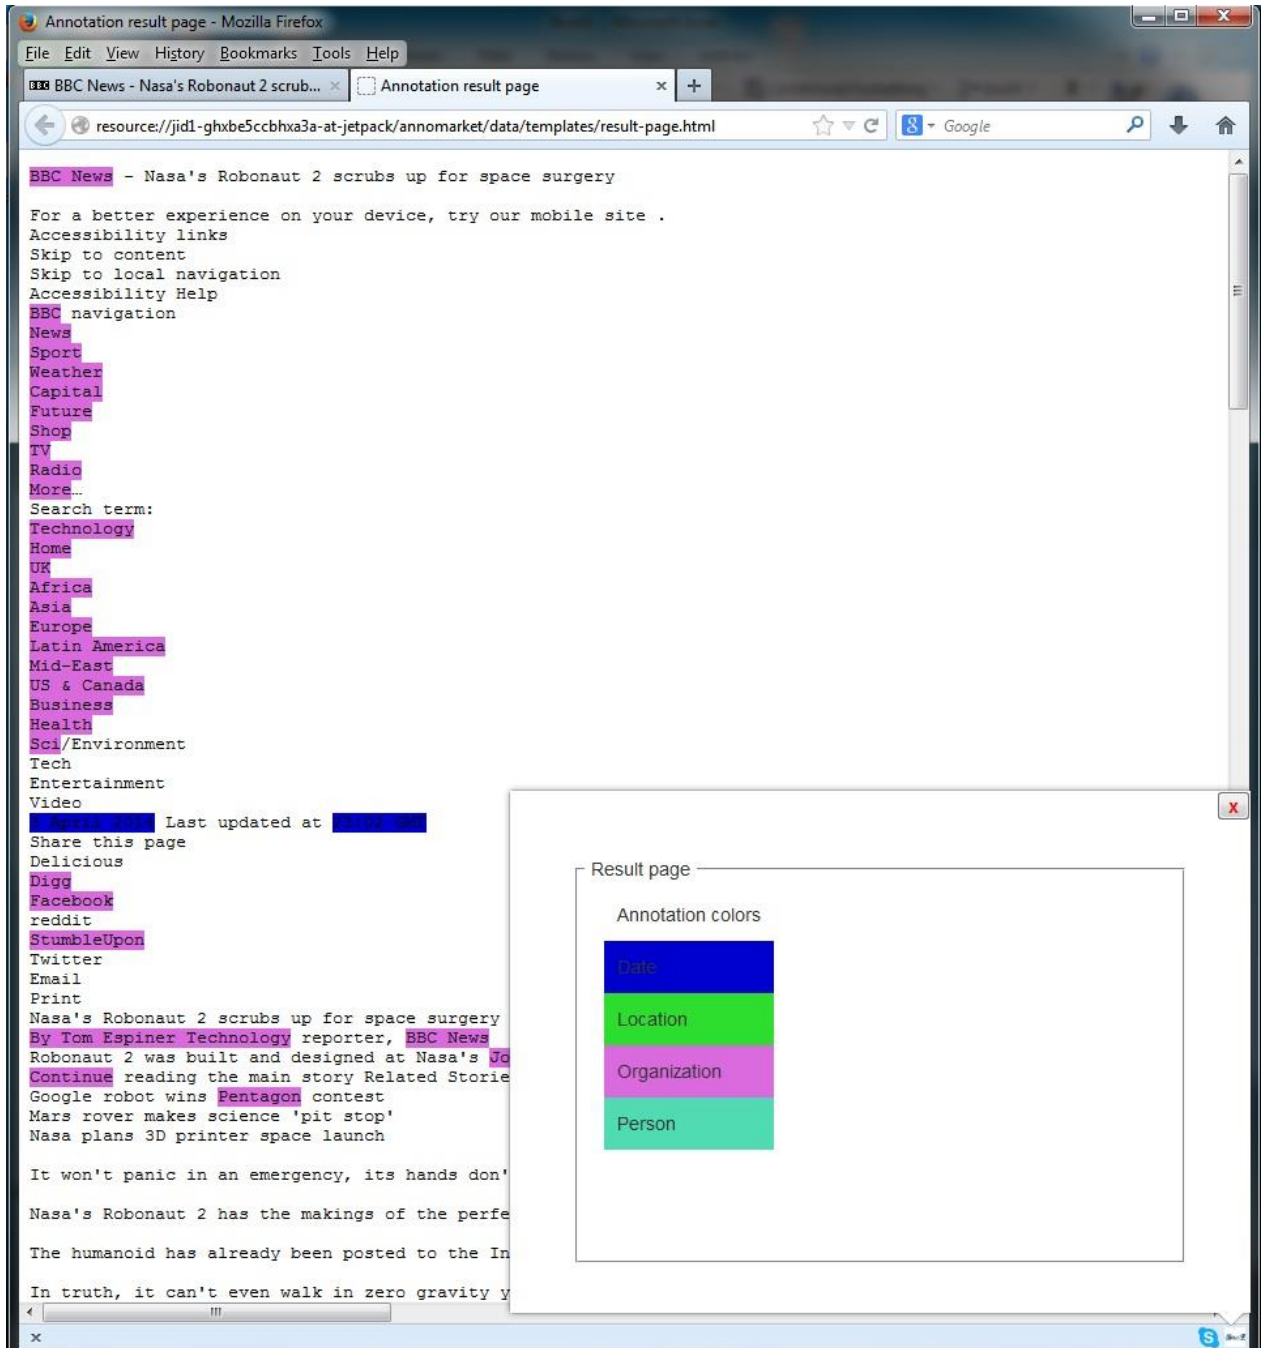 Annotation result page - Mozilla Firefox
File Edit View History Bookmarks Tools Help
BBC BBC News - Nasa's Robonaut 2 scrub...
Annotation result page
resource://jid1-ghxbe5ccbhxa3a-at-jetpack/annomarket/data/templates/result-page.html
Google
BBC News - Nasa's Robonaut 2 scrubs up for space surgery
For a better experience on your device, try our mobile site .
Accessibility links
Skip to content
Skip to local navigation
Accessibility Help
BBC navigation
News
Sport
Weather
Capital
Future
Shop
TV
Radio
More…
Search term:
Technology
Home
UK
Africa
Asia
Europe
Latin America
Mid-East
US & Canada
Business
Health
Sci/Environment
Tech
Entertainment
Video
April 2014 Last updated at
Share this page
Delicious
Digg
Facebook
reddit
StumbleUpon
Twitter
Email
Print
Nasa's Robonaut 2 scrubs up for space surgery
By Tom Espiner Technology reporter, BBC News
Robonaut 2 was built and designed at Nasa's Jo
Continue reading the main story Related Storie
Google robot wins Pentagon contest
Mars rover makes science 'pit stop'
Nasa plans 3D printer space launch
It won't panic in an emergency, its hands don'
Nasa's Robonaut 2 has the makings of the perfe
The humanoid has already been posted to the In
In truth, it can't even walk in zero gravity y
Result page
Annotation colors
Date
Location
Organization
Person